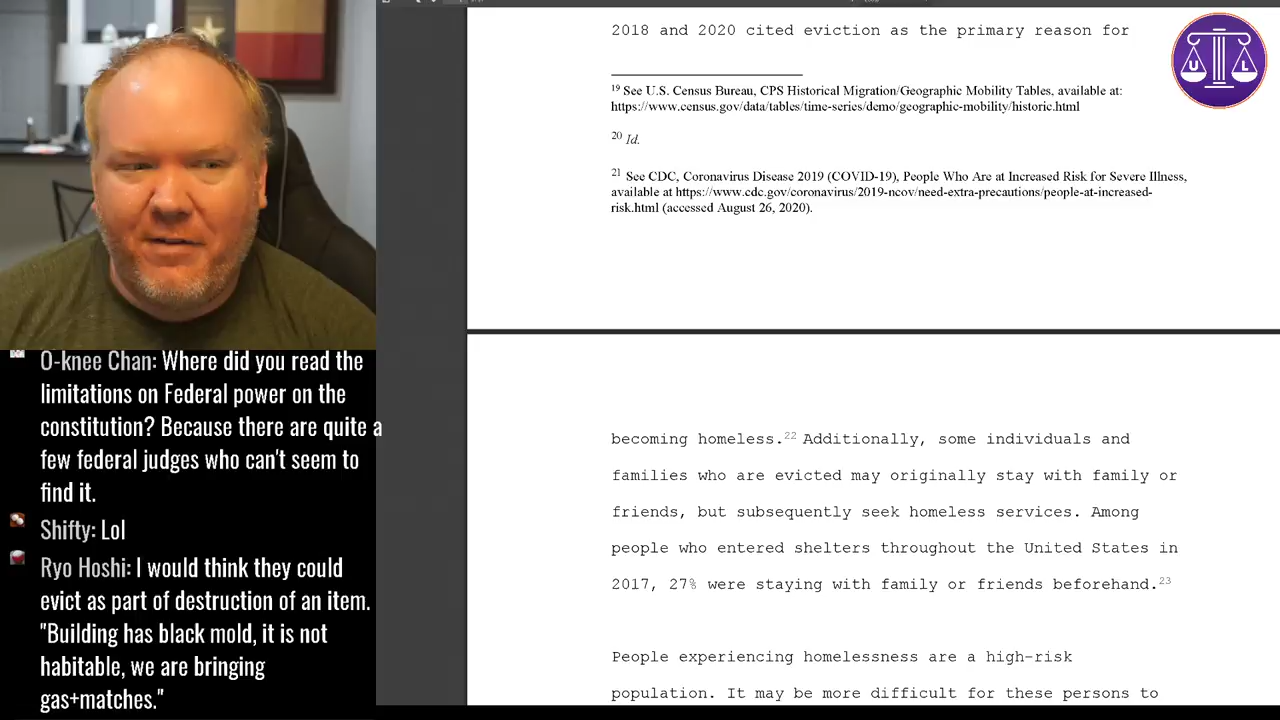 2018 and 2020 cited eviction as the primary reason for
19 See U.S. Census Bureau, CPS Historical Migration/Geographic Mobility Tables, available at:
https://www.census.gov/data/tables/time-series/demo/geographic-mobility/historic.html
20 Id.
21 See CDC, Coronavirus Disease 2019 (COVID-19), People Who Are at Increased Risk for Severe Illness,
available at https://www.cdc.gov/coronavirus/2019-ncov/need-extra-precautions/people-at-increased-
risk.html (accessed August 26, 2020).
becoming homeless.22 Additionally, some individuals and
families who are evicted may originally stay with family or
friends, but subsequently seek homeless services. Among
people who entered shelters throughout the United States in
2017, 27% were staying with family or friends beforehand.23
People experiencing homelessness are a high-risk
population. It may be more difficult for these persons to
U L
O-knee Chan: Where did you read the
limitations on Federal power on the
constitution? Because there are quite a
few federal judges who can't seem to
find it.
Shifty: Lol
Ryo Hoshi: I would think they could
evict as part of destruction of an item.
"Building has black mold, it is not
habitable, we are bringing
gas+matches."